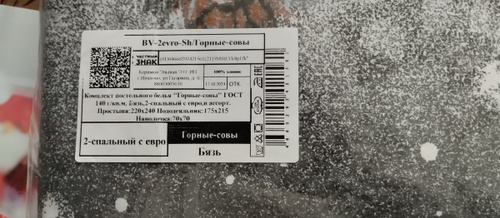 BV-2evro-Sh/Горные-совы
ЧЕСТНЫЙ ЗНАК
100% хлопок
ОТК
Комплект постельного белья "Горные-совы" ГОСТ
140 г/кв.м, Бязь,2-спальный с евро,в ассорт.
Простыня:220х240 Пододеяльник:175х215
Наволочка:70х70
2-спальный с евро
Горные-совы
Бязь